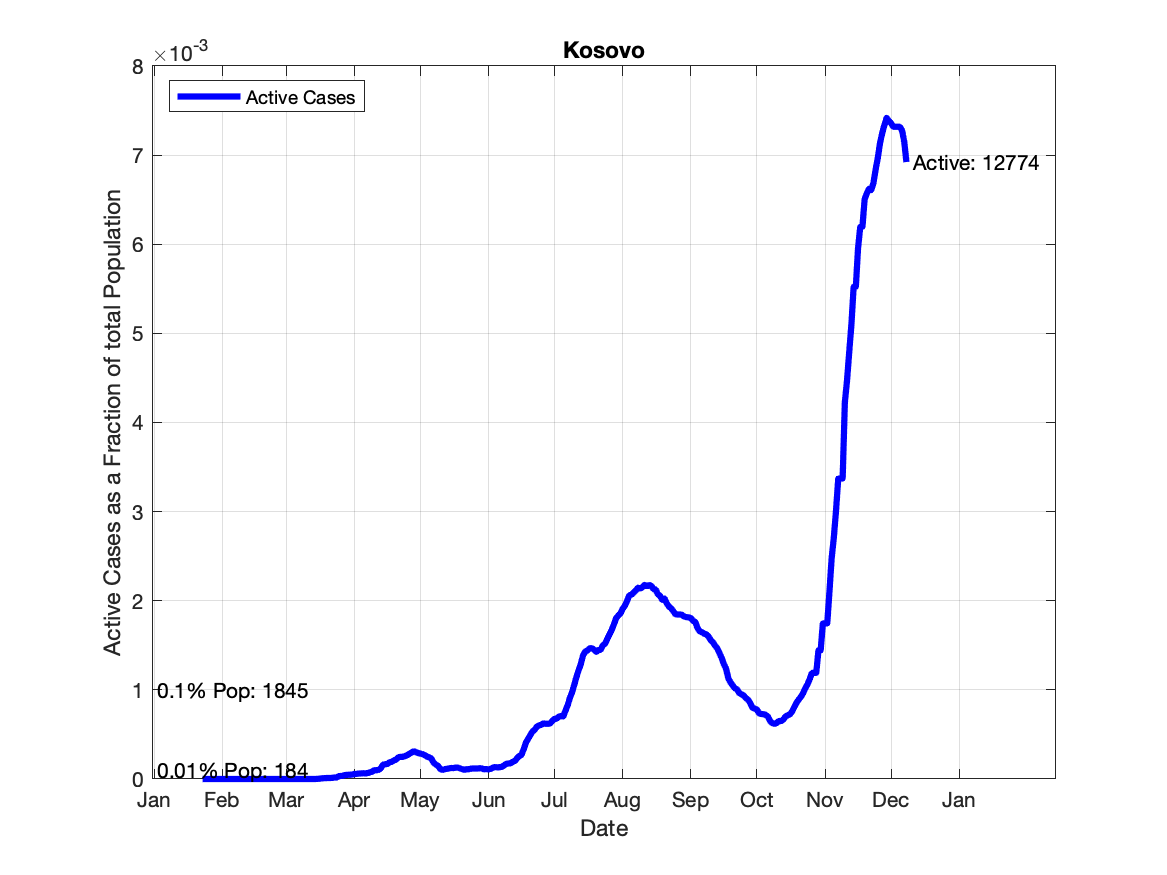 Kosovo
×10-3
Active Cases
8
7
6
5
4
3
2
1
0
Active Cases as a Fraction of total Population
Active: 12774
0.1% Pop: 1845
0.01% Pop: 184
Jan Feb Mar Apr May Jun Jul Aug Sep Oct Nov Dec Jan
Date